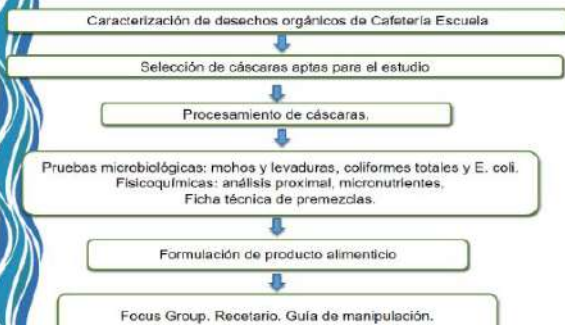 Caracterización de desechos orgánicos de Cafetería Escuela
Selección de cáscaras aptas para el estudio
Procesamiento de cáscaras.
Pruebas microbiológicas: mohos y levaduras, coliformes totales y E. coli.
Fisicoquímicas: análisis proximal, micronutrientes.
Ficha técnica de premezclas.
Formulación de producto alimenticio
Focus Group. Recetario. Guía de manipulación.